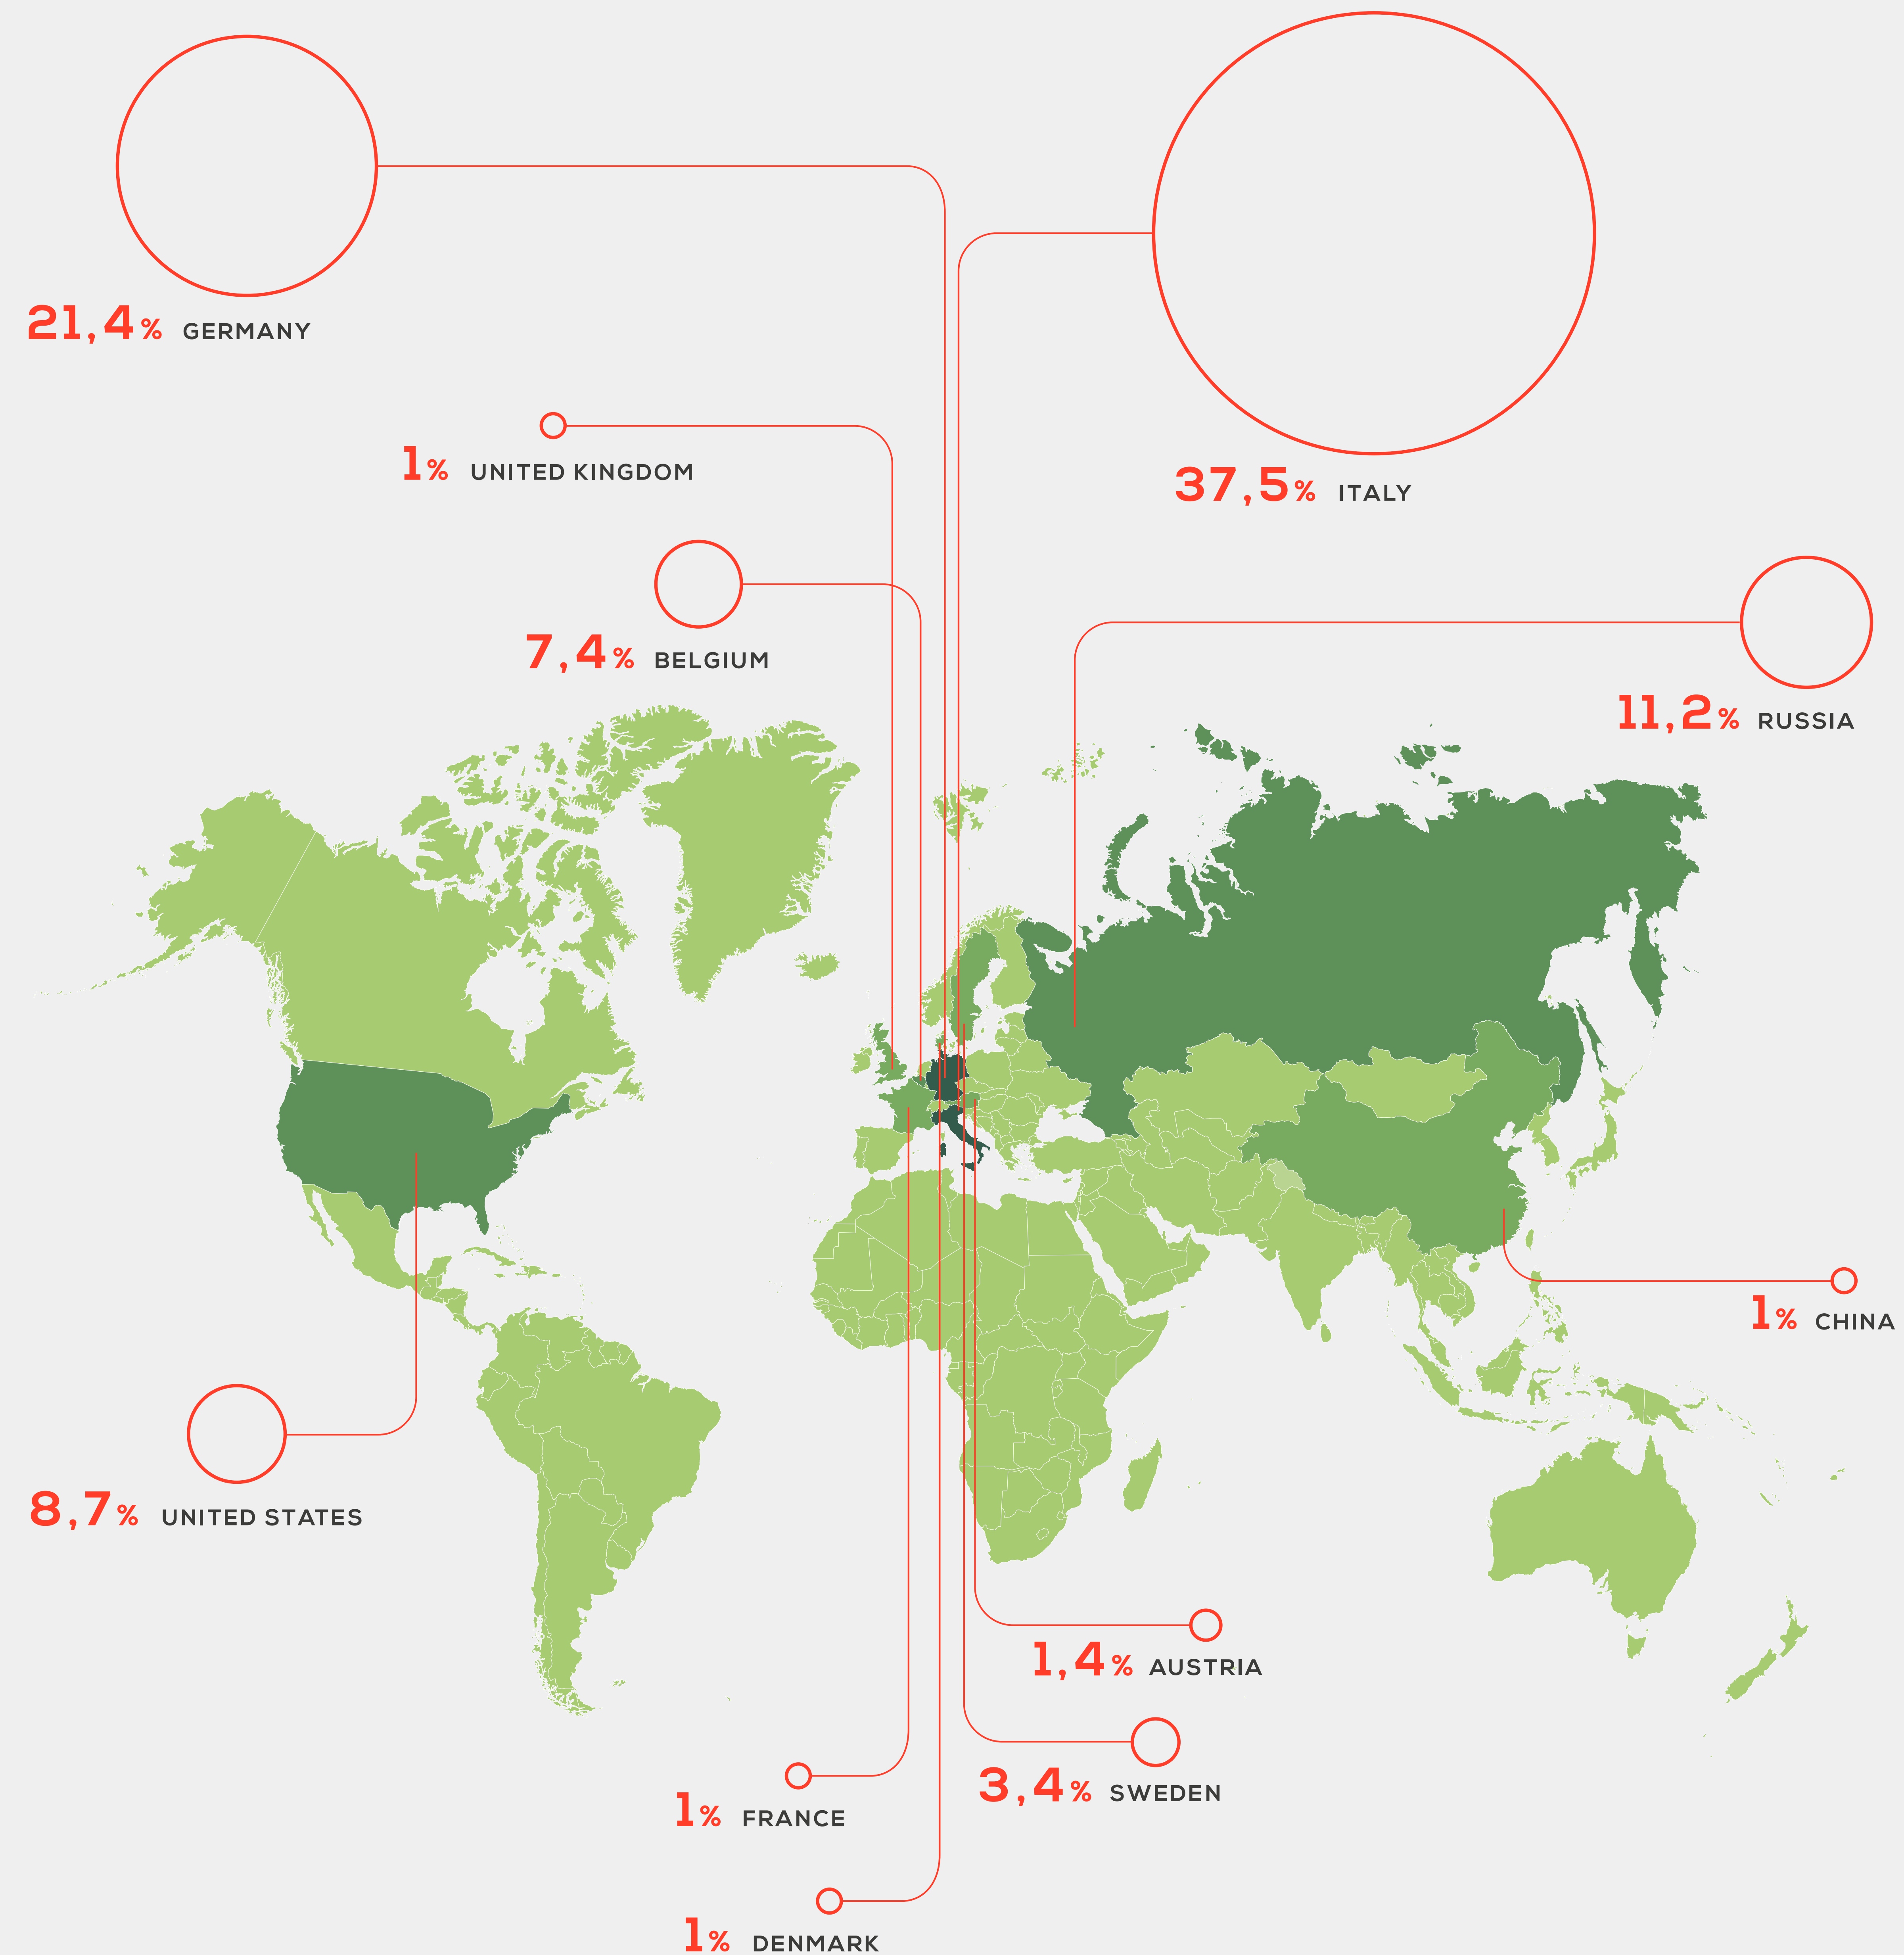 21,4% GERMANY
1% UNITED KINGDOM
37,5% ITALY
7,4% BELGIUM
11,2% RUSSIA
1% CHINA
8,7% UNITED STATES
1,4% AUSTRIA
3,4% SWEDEN
1% FRANCE
1% DENMARK